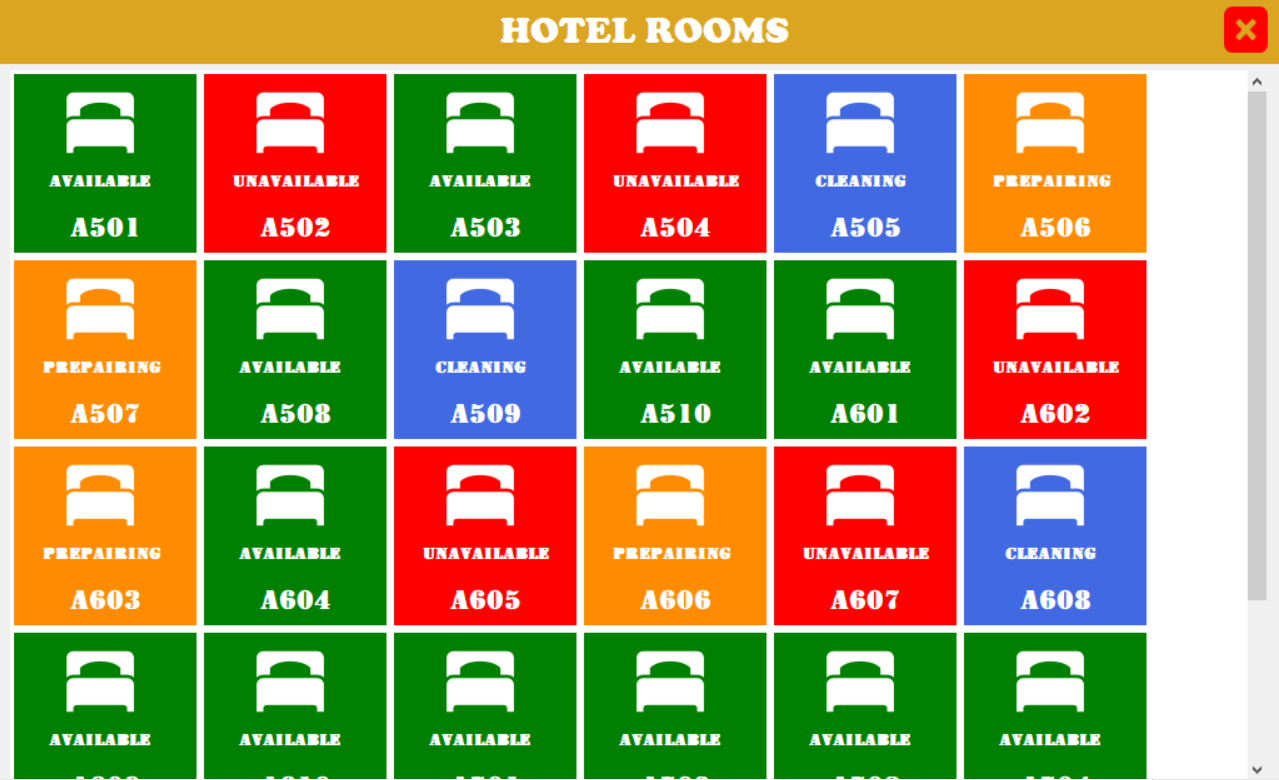 HOTEL ROOMS
AVAILABLE UNAVAILABLE AVAILABLE UNAVAILABLE CLEANING PREPAIRING
A501 A502 A503 A504 A505 A506
PREPAIRING AVAILABLE CLEANING AVAILABLE AVAILABLE UNAVAILABLE
A507 A508 A509 A510 A601 A602
PREPAIRING AVAILABLE UNAVAILABLE PREPAIRING UNAVAILABLE CLEANING
A603 A604 A605 A606 A607 A608
AVAILABLE AVAILABLE AVAILABLE AVAILABLE AVAILABLE AVAILABLE